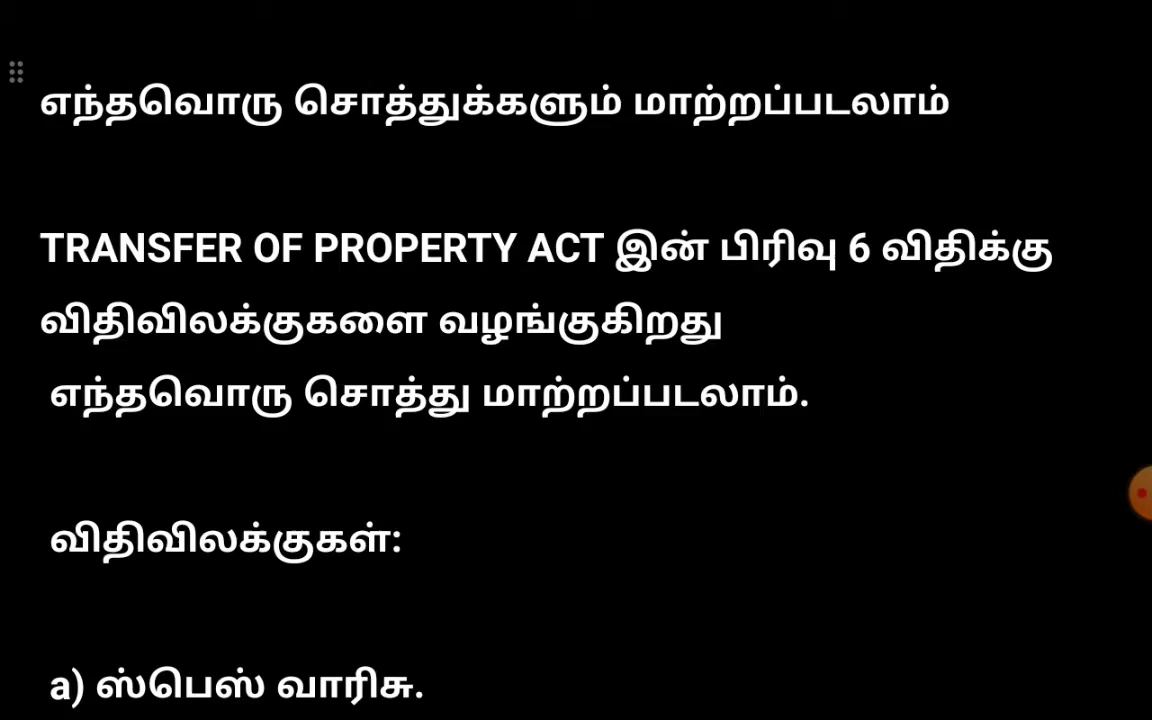 எந்தவொரு சொத்துக்களும் மாற்றப்படலாம்
TRANSFER OF PROPERTY ACT இன் பிரிவு 6 விதிக்கு
விதிவிலக்குகளை வழங்குகிறது
எந்தவொரு சொத்து மாற்றப்படலாம்.
விதிவிலக்குகள்:
a) ஸ்பெஸ் வாரிசு.